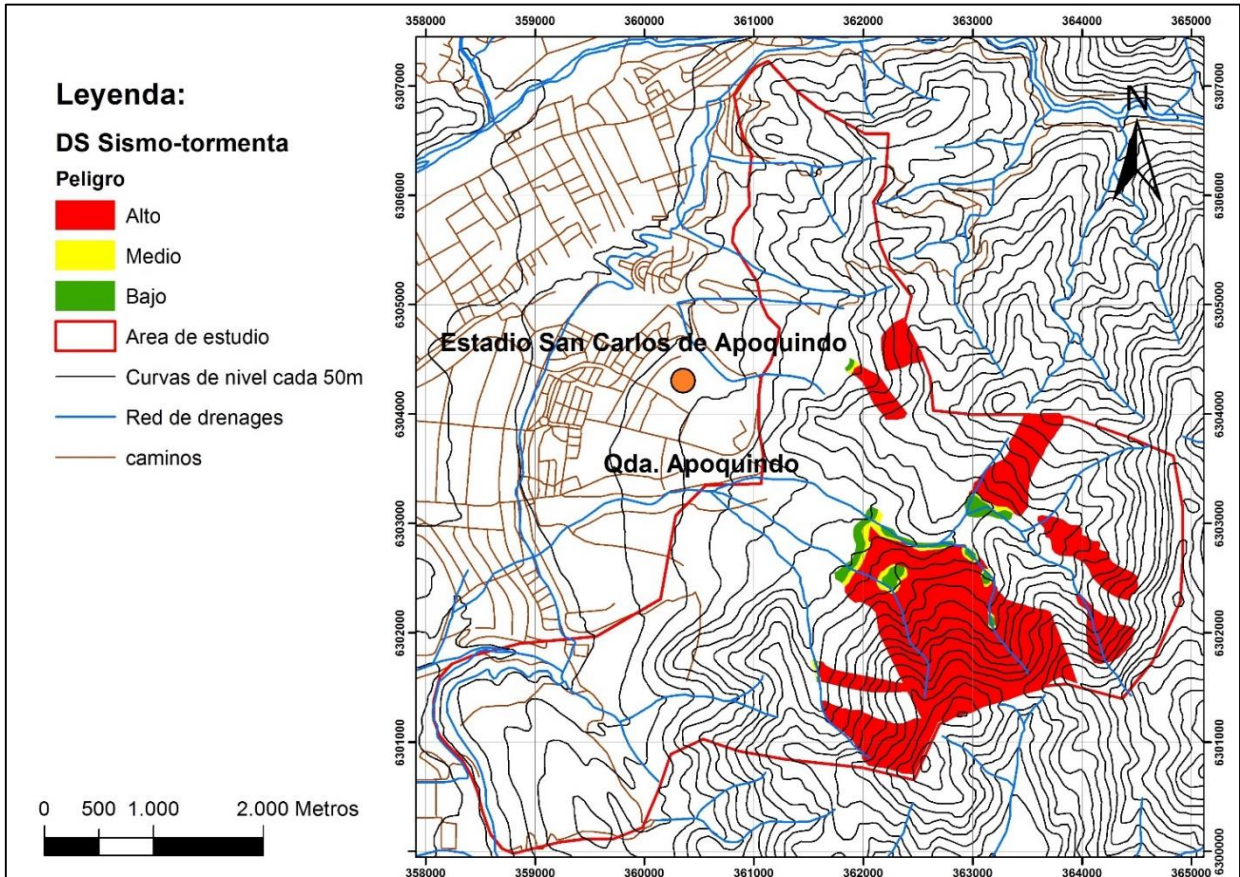 Leyenda:
DS Sismo-tormenta
Peligro
Alto
Medio
Bajo
Area de estudio
Curvas de nivel cada 50m
Red de drenages
caminos
0 500 1.000 2.000 Metros
358000 359000 360000 361000 362000 363000 364000 365000
6307000
6306000
6305000
6304000
6303000
6302000
6301000
6300000
N
Estadio San Carlos de Apoquindo
Qda. Apoquindo
358000 359000 360000 361000 362000 363000 364000 365000
6307000
6306000
6305000
6304000
6303000
6302000
6301000
6300000